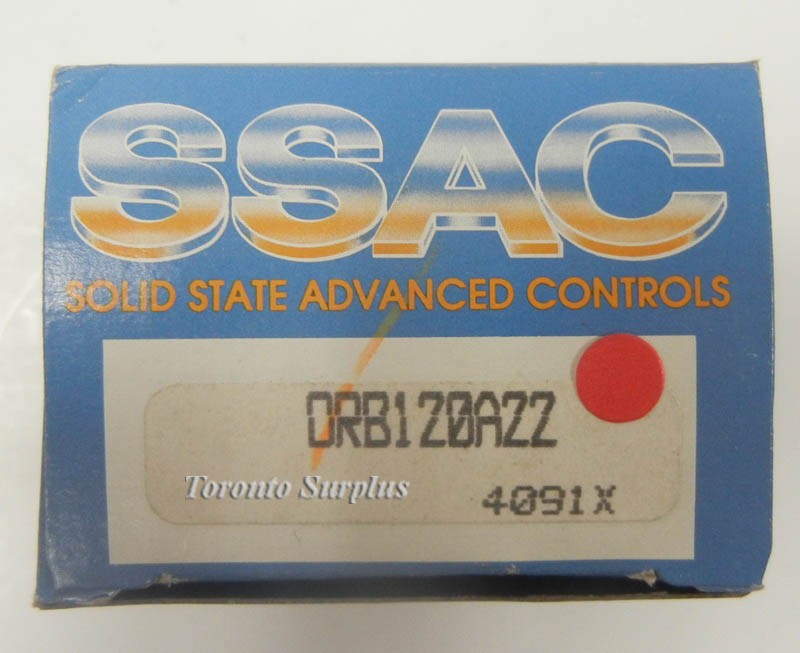 SSAC
SOLID STATE ADVANCED CONTROLS
ORB120A22
Toronto Surplus
4091X